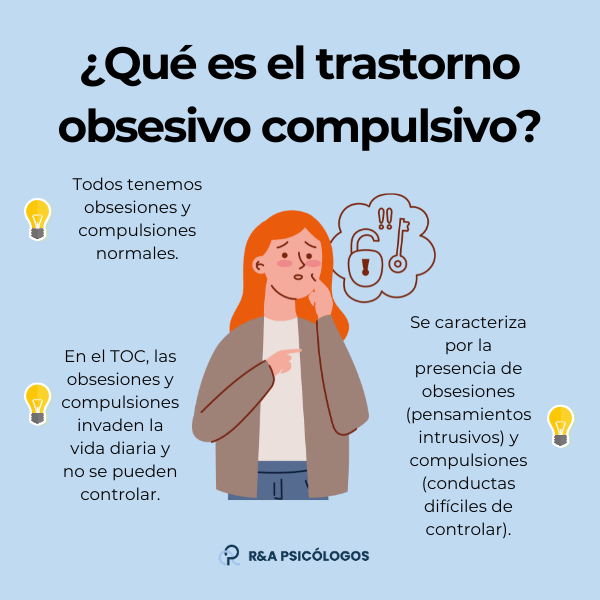 ¿Qué es el trastorno
obsesivo compulsivo?
Todos tenemos
obsesiones y
compulsiones
normales.
En el TOC, las
obsesiones y
compulsiones
invaden la
vida diaria y
no se pueden
controlar.
Se caracteriza
por la
presencia de
obsesiones
(pensamientos
intrusivos) y
compulsiones
(conductas
difíciles de
controlar).
R&A PSICÓLOGOS